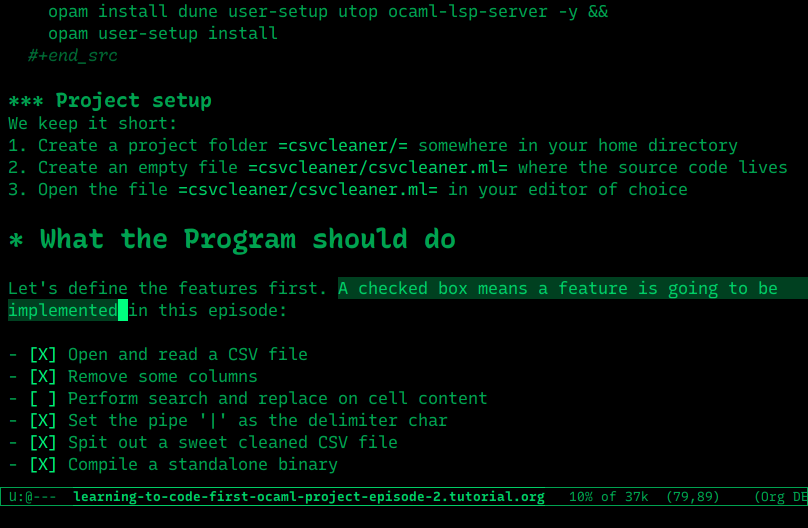 opam install dune user-setup utop ocaml-lsp-server -y &&
opam user-setup install
#+end_src
*** Project setup
We keep it short:
1. Create a project folder =csvcleaner/= somewhere in your home directory
2. Create an empty file =csvcleaner/csvcleaner.ml= where the source code lives
3. Open the file =csvcleaner/csvcleaner.ml= in your editor of choice
* What the Program should do
Let's define the features first. A checked box means a feature is going to be
implemented in this episode:
- [X] Open and read a CSV file
- [X] Remove some columns
- [ ] Perform search and replace on cell content
- [X] Set the pipe '|' as the delimiter char
- [X] Spit out a sweet cleaned CSV file
- [X] Compile a standalone binary
U:@--- learning-to-code-first-ocaml-project-episode-2.tutorial.org 10% of 37k (79,89) (Org DE